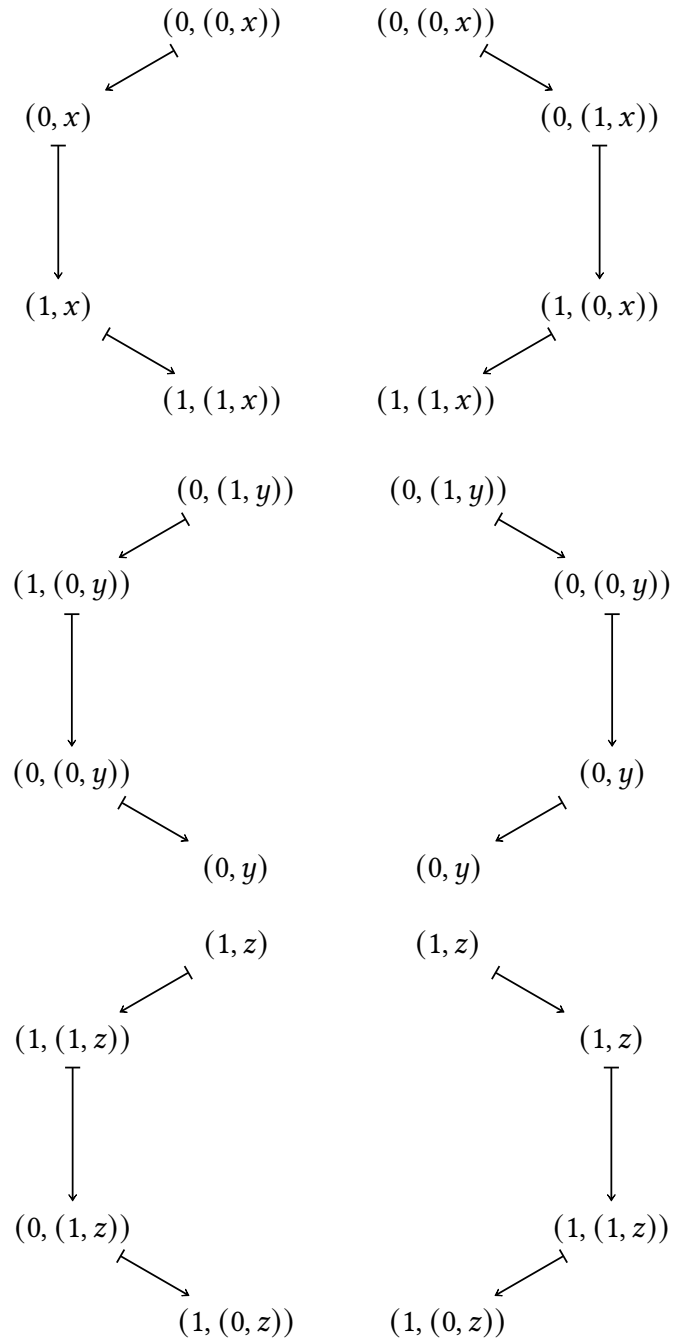 (0, (0, x)) (0, (0, x))
(0, x) (0, (1, x))
(1, x) (1, (0, x))
(1, (1, x)) (1, (1, x))
(0, (1, y)) (0, (1, y))
(1, (0, y)) (0, (0, y))
(0, (0, y)) (0, y)
(0, y) (0, y)
(1, z) (1, z)
(1, (1, z)) (1, z)
(0, (1, z)) (1, (1, z))
(1, (0, z)) (1, (0, z))